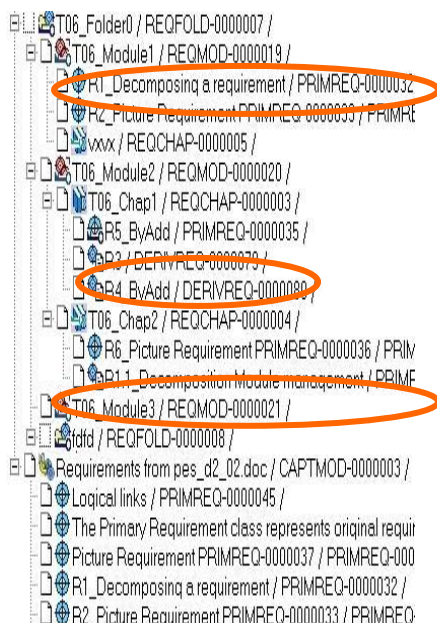 T06_Folder0 / REQFOLD-0000007 /
T06_Module1 / REQMOD-0000019 /
R1_Decomposing a requirement / PRIMREQ-0000032
R2_Picture Requirement PRIMREQ-0000033 / PRIMRE
vxvx / REQCHAP-0000005 /
T06_Module2 / REQMOD-0000020 /
T06_Chap1 / REQCHAP-0000003 /
R5_ByAdd / PRIMREQ-0000035
R3 / DERIVREQ-0000079 /
R4_ByAdd / DERIVREQ-0000080 /
T06_Chap2 / REQCHAP-0000004 /
R6_Picture Requirement PRIMREQ-0000036 / PRIM
R1.1_Decomposition Module management / PRIMF
T06_Module3 / REQMOD-0000021 /
fdfd / REQFOLD-0000008 /
Requirements from pes_d2_02.doc / CAPTMOD-0000003 /
Logical links / PRIMREQ-0000045 /
The Primary Requirement class represents original requir
Picture Requirement PRIMREQ-0000037 / PRIMREQ-000
R1_Decomposing a requirement / PRIMREQ-0000032 /
R2_Picture Requirement PRIMREQ-0000033 / PRIMREQ-